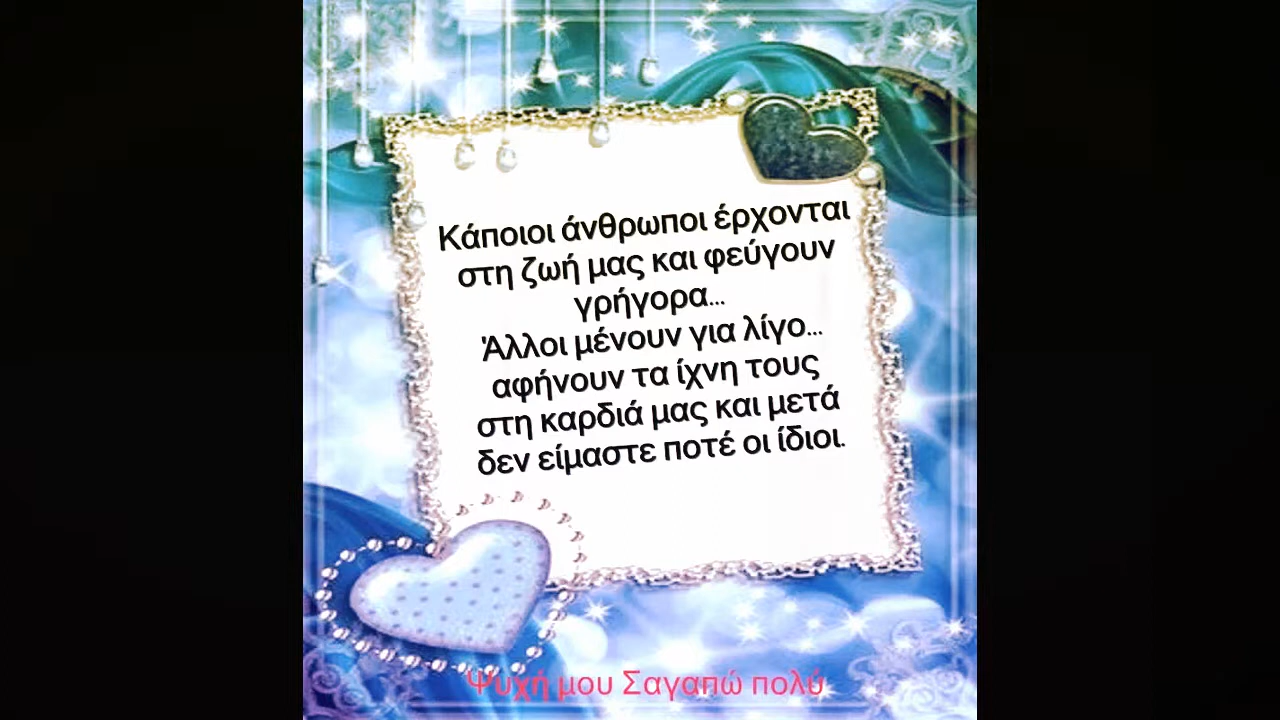 Κάποιοι άνθρωποι έρχονται
στη ζωή μας και φεύγουν
γρήγορα...
Άλλοι μένουν για λίγο...
αφήνουν τα ίχνη τους
στη καρδιά μας και μετά
δεν είμαστε ποτέ οι ίδιοι.
Ψυχή μου Σαγαπώ πολύ